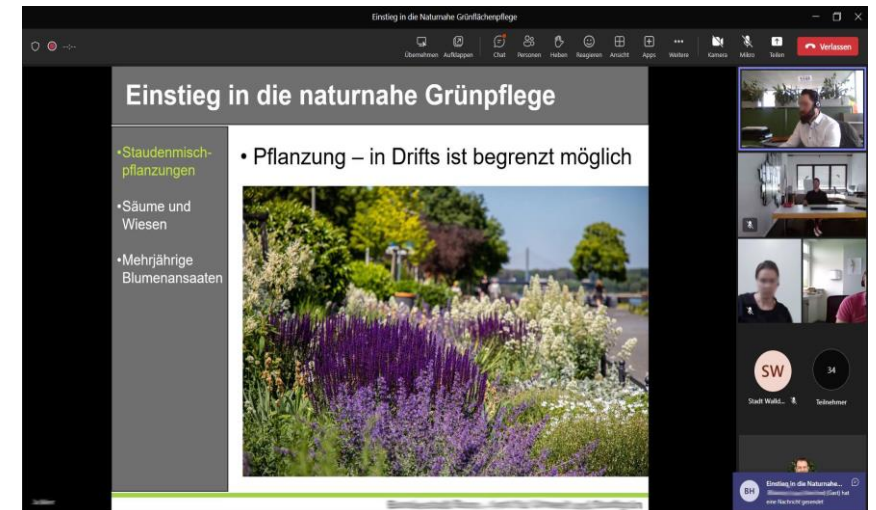 Einstieg in die Naturnahe Grünflächenpflege
--:--
Übernehmen Aufklappen Chat Personen Heben Reagieren Ansicht Apps Weitere Kamera Mikro Teilen Verlassen
Einstieg in die naturnahe Grünpflege
•Staudenmisch-
pflanzungen
•Säume und
Wiesen
•Mehrjährige
Blumenansaaten
• Pflanzung – in Drifts ist begrenzt möglich
SW
34
Stadt Walld...
Teilnehmer
BH
Einstieg in die Naturnahe...
(Gast) hat
eine Nachricht gesendet